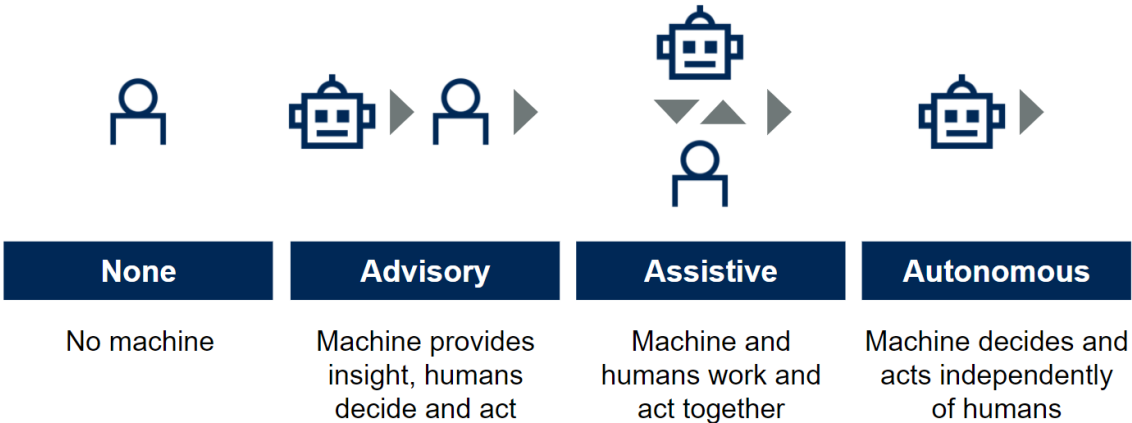 None
No machine
Advisory
Machine provides
insight, humans
decide and act
Assistive
Machine and
humans work and
act together
Autonomous
Machine decides and
acts independently
of humans